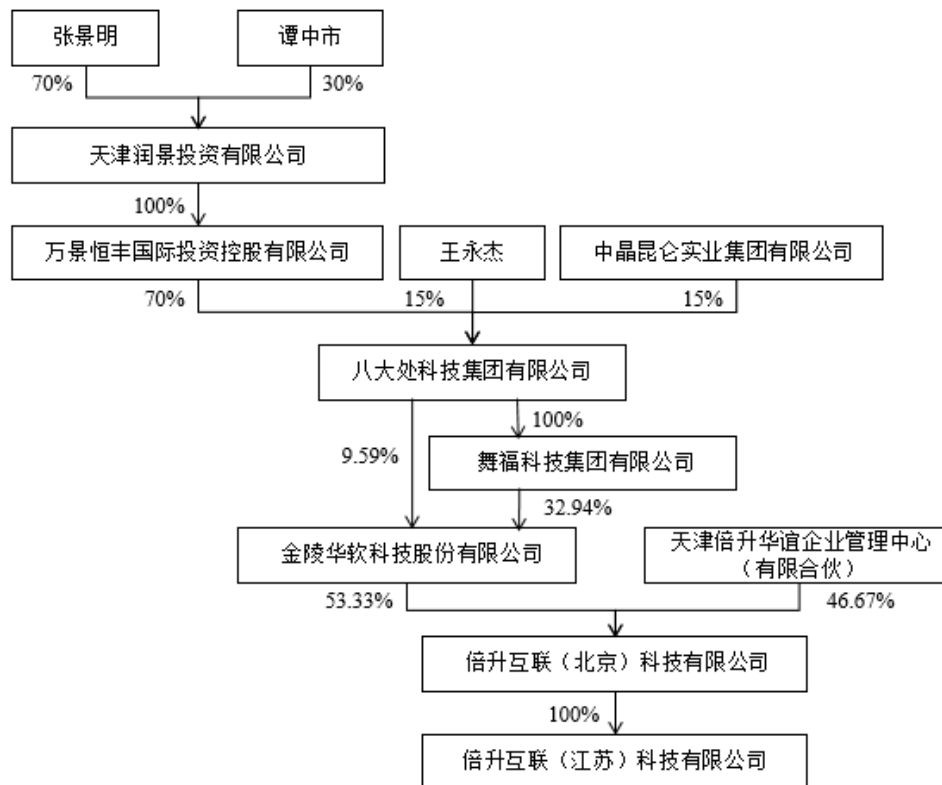 张景明
谭中市
70%
30%
天津润景投资有限公司
100%
万景恒丰国际投资控股有限公司
王永杰
中晶昆仑实业集团有限公司
70%
15%
15%
八大处科技集团有限公司
100%
9.59%
舞福科技集团有限公司
32.94%
金陵华软科技股份有限公司
天津倍升华谊企业管理中心
（有限合伙）
53.33%
46.67%
倍升互联（北京）科技有限公司
100%
倍升互联（江苏）科技有限公司